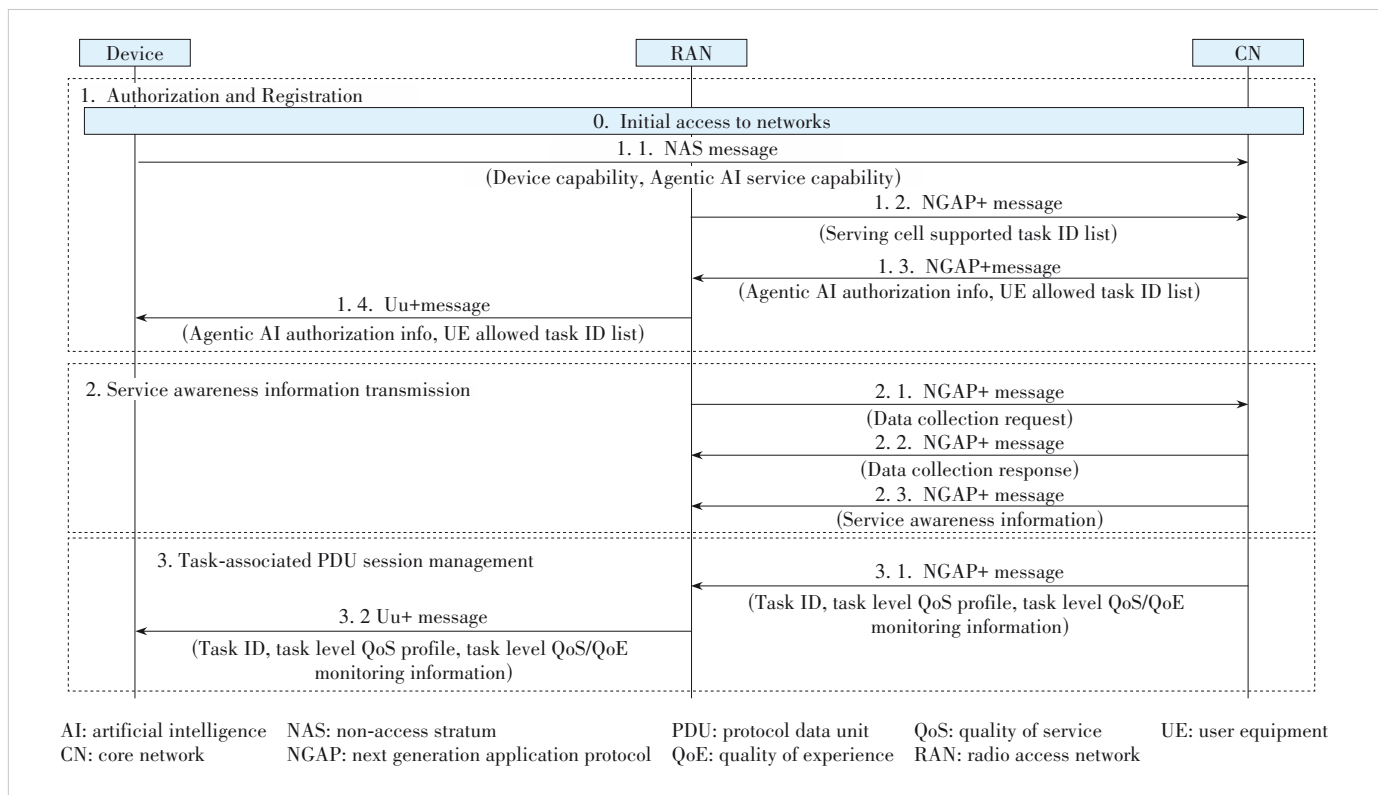 Device
RAN
CN
1. Authorization and Registration
0. Initial access to networks
1. 1. NAS message
(Device capability, Agentic AI service capability)
1. 2. NGAP+ message
(Serving cell supported task ID list)
1. 3. NGAP+message
(Agentic AI authorization info, UE allowed task ID list)
1. 4. Uu+message
(Agentic AI authorization info, UE allowed task ID list)
2. Service awareness information transmission
2. 1. NGAP+ message
(Data collection request)
2. 2. NGAP+ message
(Data collection response)
2. 3. NGAP+ message
(Service awareness information)
3. Task-associated PDU session management
3. 1. NGAP+ message
(Task ID, task level QoS profile, task level QoS/QoE
monitoring information)
3. 2 Uu+ message
(Task ID, task level QoS profile, task level QoS/QoE
monitoring information)
AI: artificial intelligence NAS: non-access stratum PDU: protocol data unit QoS: quality of service UE: user equipment
CN: core network NGAP: next generation application protocol QoE: quality of experience RAN: radio access network